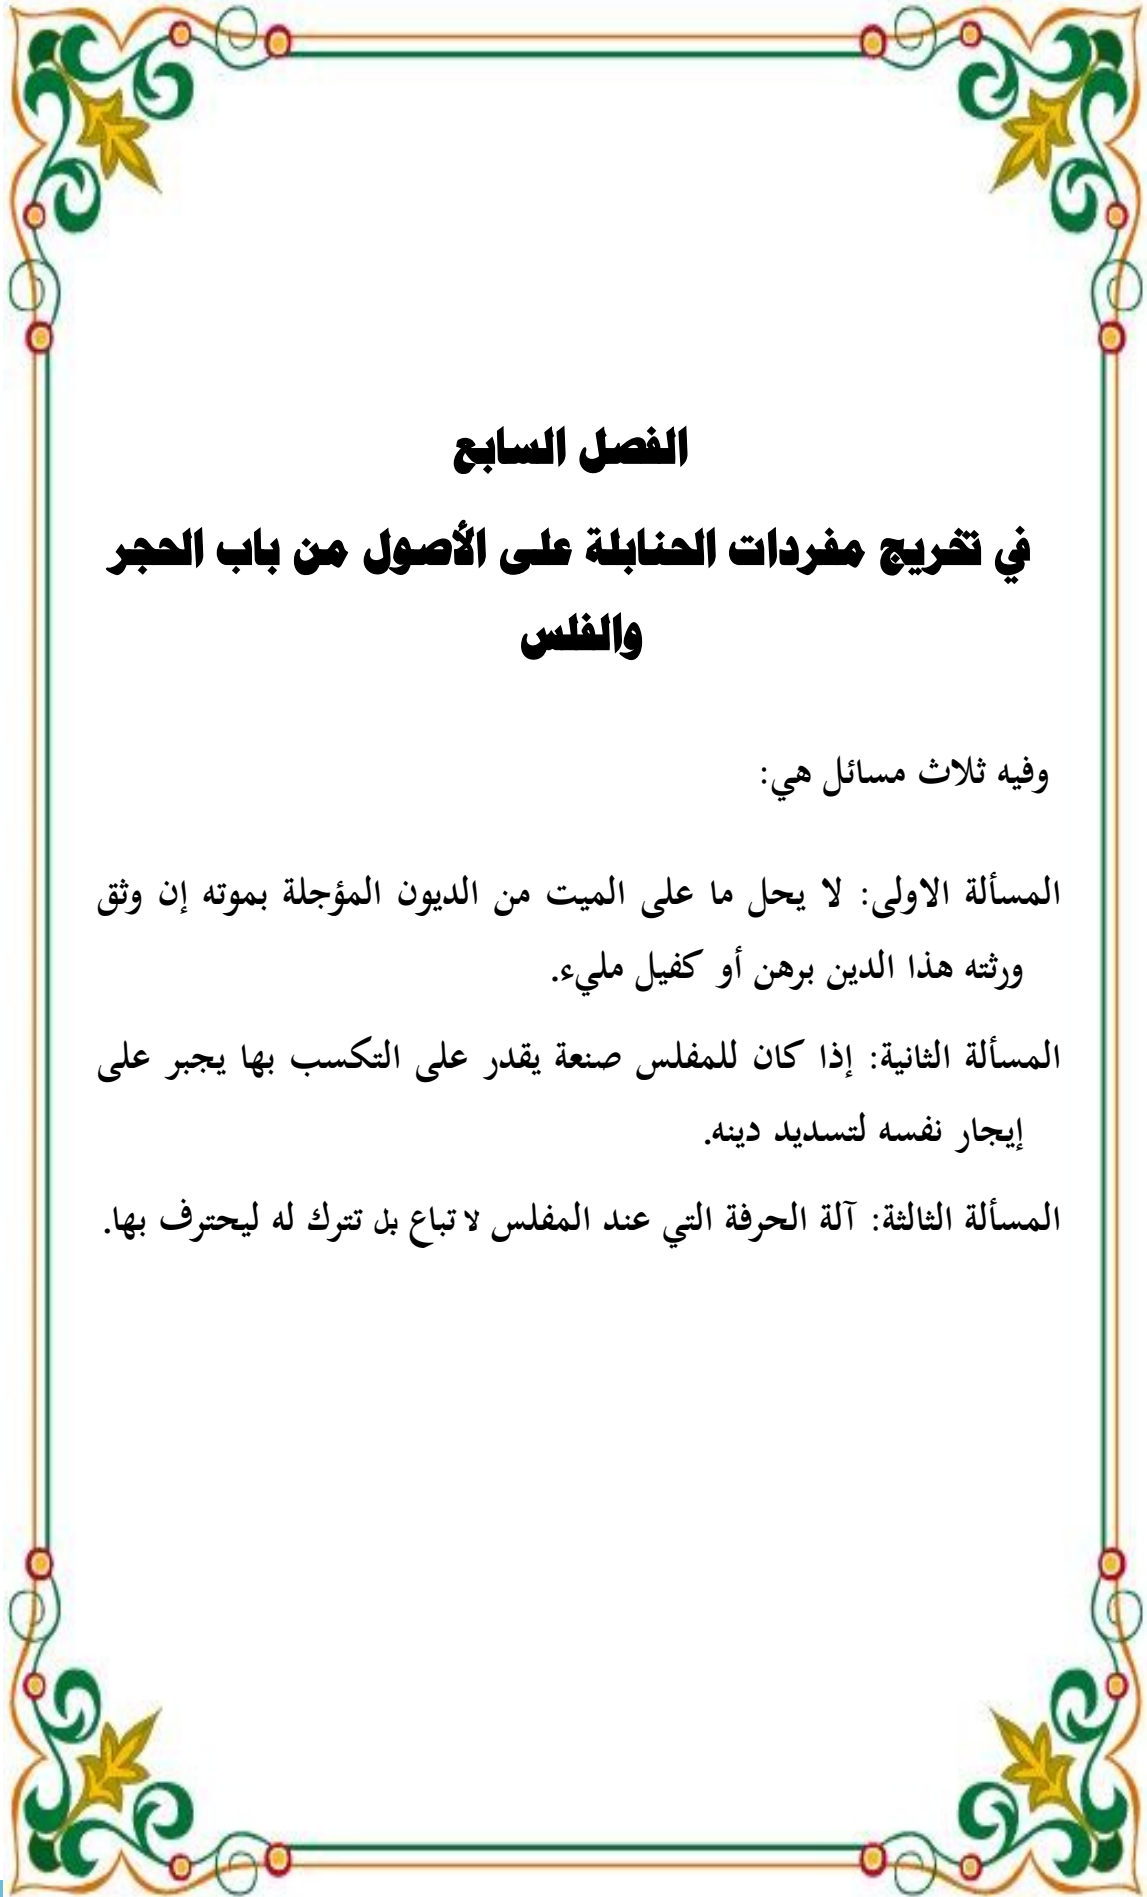 الفصل السابع
في تخريج مفردات الحنابلة على الأصول من باب الحجر
والفلس
وفيه ثلاث مسائل هي:
المسألة الاولى: لا يحل ما على الميت من الديون المؤجلة بموته إن وثق
ورثته هذا الدين برهن أو كفيل مليء.
المسألة الثانية: إذا كان للمفلس صنعة يقدر على التكسب بها يجبر على
إيجار نفسه لتسديد دينه.
المسألة الثالثة: آلة الحرفة التي عند المفلس لا تباع بل تترك له ليحترف بها.